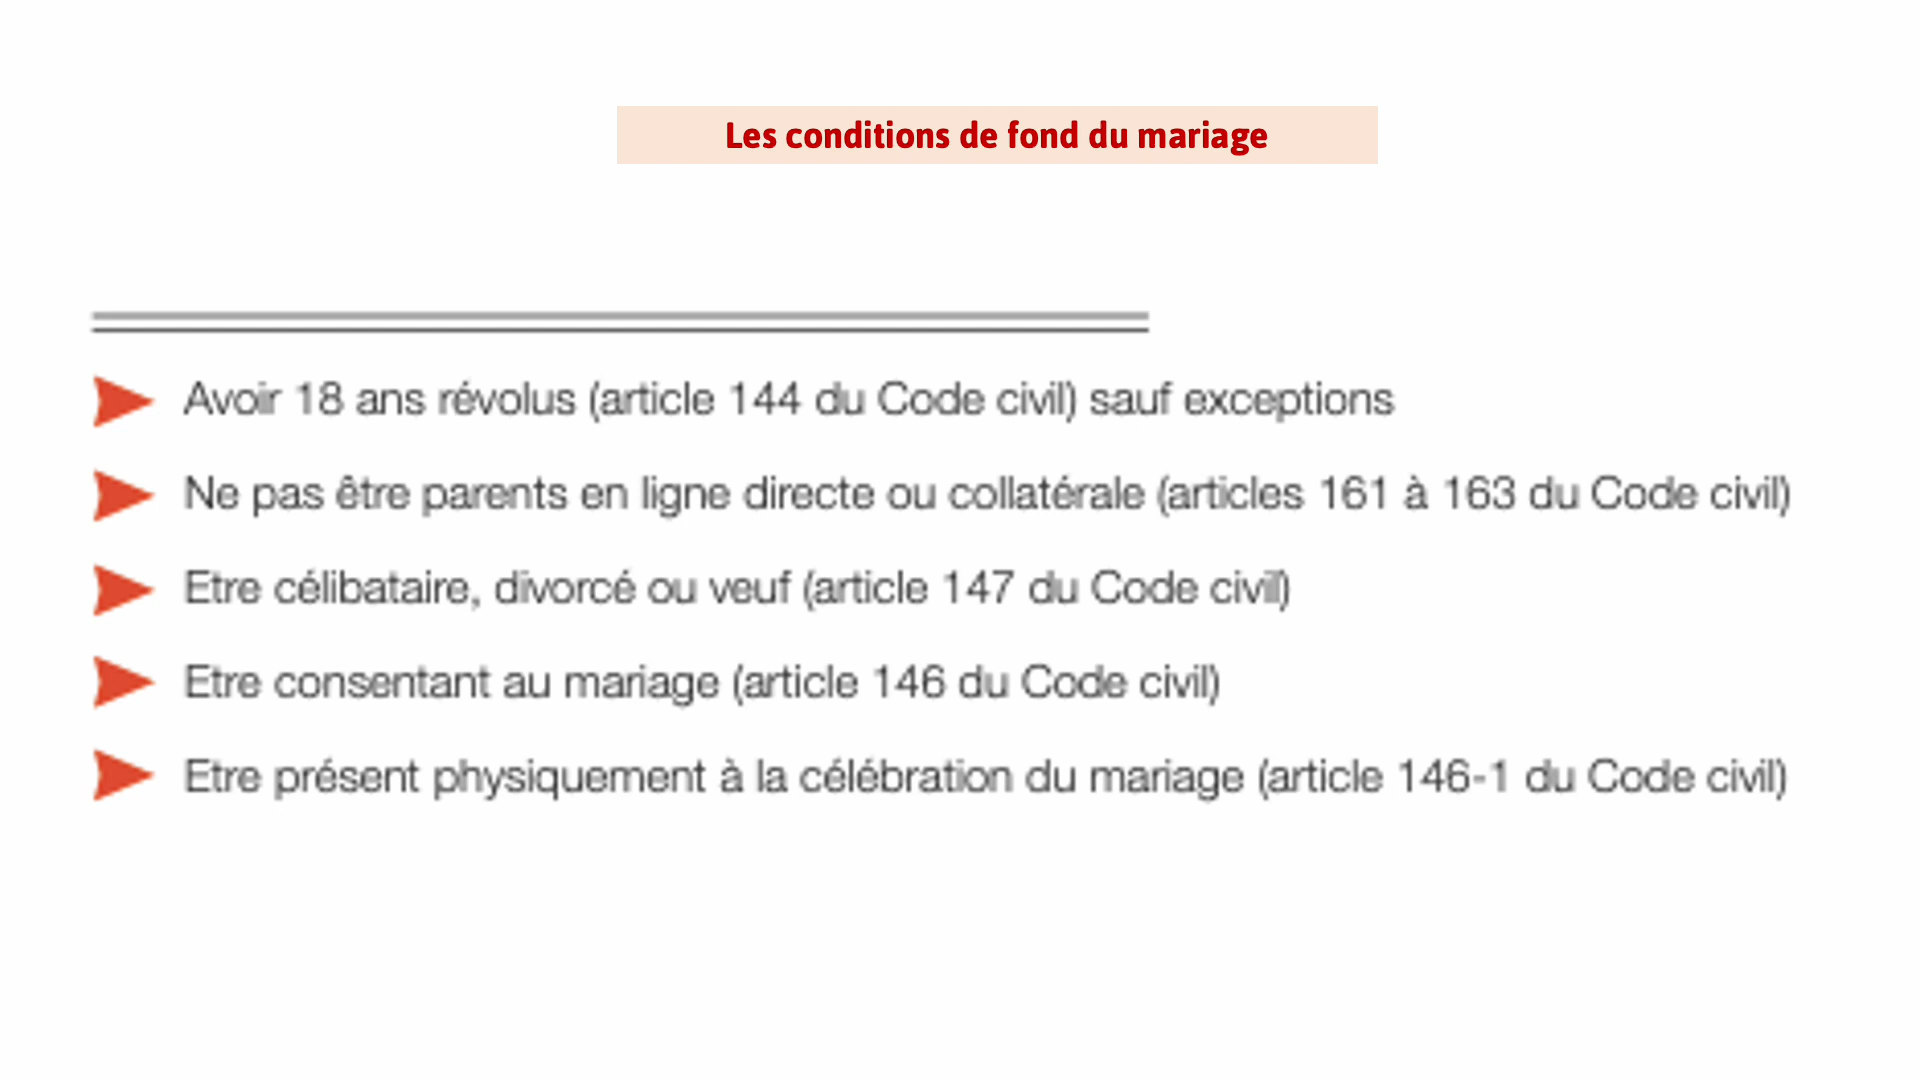 Les conditions de fond du mariage
Avoir 18 ans révolus (article 144 du Code civil) sauf exceptions
Ne pas être parents en ligne directe ou collatérale (articles 161 à 163 du Code civil)
Etre célibataire, divorcé ou veuf (article 147 du Code civil)
Etre consentant au mariage (article 146 du Code civil)
Etre présent physiquement à la célébration du mariage (article 146-1 du Code civil)